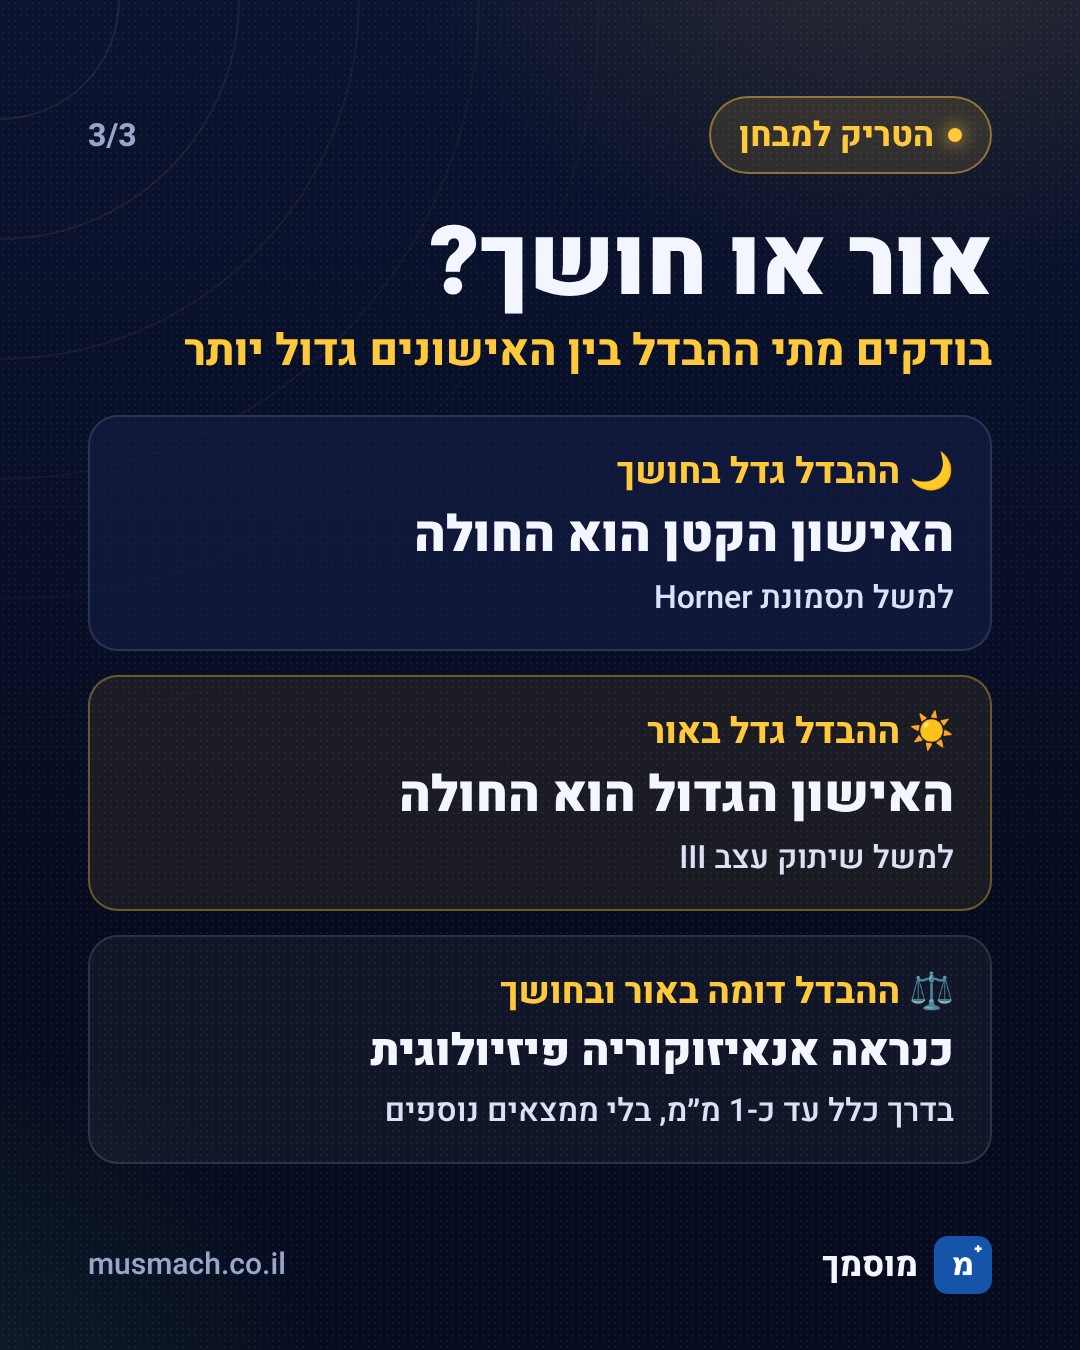 הטריק למבחן
3/3
אור או חושך?
בודקים מתי ההבדל בין האישונים גדול יותר
🌙 ההבדל גדל בחושך
האישון הקטן הוא החולה
למשל תסמונת Horner
☀️ ההבדל גדל באור
האישון הגדול הוא החולה
למשל שיתוק עצב III
⚖️ ההבדל דומה באור ובחושך
כנראה אנאיזוקוריה פיזיולוגית
בדרך כלל עד כ-1 מ״מ, בלי ממצאים נוספים
מ
מוסמך
musmach.co.il